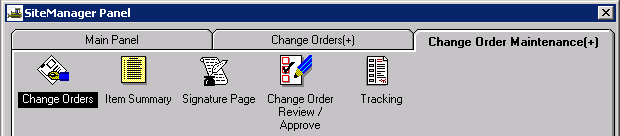 SiteManager Panel
Main Panel
Change Orders(+)
Change Order Maintenance(+)
Change Orders
Item Summary
Signature Page
Change Order
Review /
Approve
Tracking